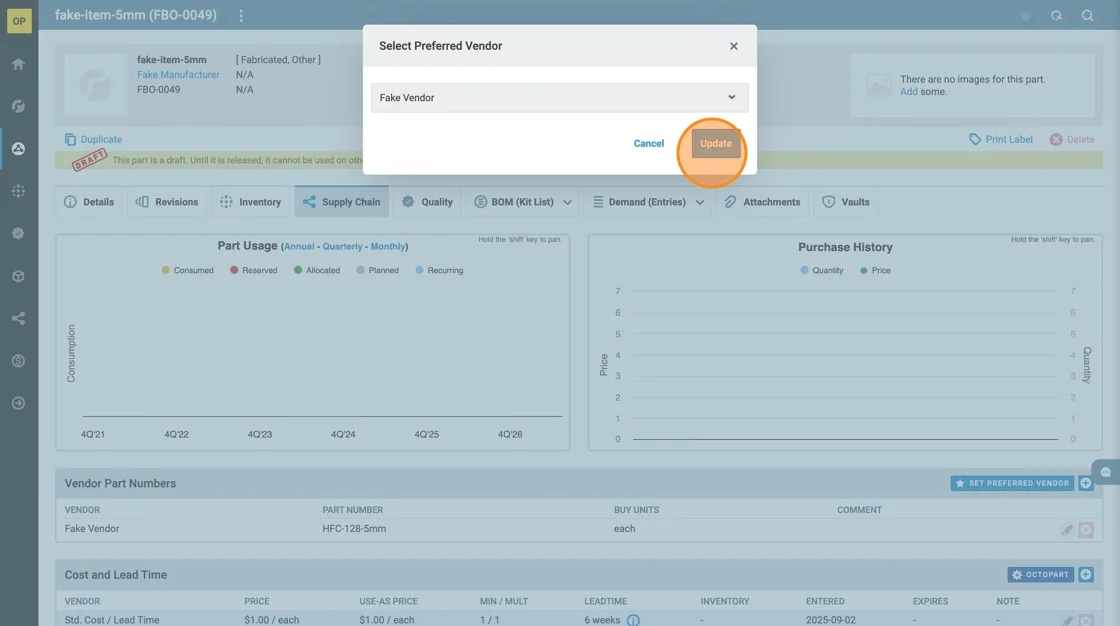 OP
fake-item-5mm (FBO-0049)
Select Preferred Vendor
Fake Vendor
Cancel
Update
fake-item-5mm
[ Fabricated, Other ]
Fake Manufacturer
N/A
FBO-0049
N/A
There are no images for this part.
Add some.
Duplicate
Print Label
Delete
DRAFT
This part is a draft. Until it is released, it cannot be used on
Details
Revisions
Inventory
Supply Chain
Quality
BOM (Kit List)
Demand (Entries)
Attachments
Vaults
Hold the 'shift' key to pan.
Part Usage (Annual - Quarterly - Monthly)
Consumed
Reserved
Allocated
Planned
Recurring
Consumption
4Q'21
4Q'22
4Q'23
4Q'24
4Q'25
4Q'26
Hold the 'shift' key to pan.
Purchase History
Quantity
Price
7
7
6
6
5
5
4
4
3
3
2
2
1
1
0
0
Price
Quantity
Vendor Part Numbers
SET PREFERRED VENDOR
VENDOR
PART NUMBER
BUY UNITS
COMMENT
Fake Vendor
HFC-128-5mm
each
Cost and Lead Time
OCTOPART
VENDOR
PRICE
USE-AS PRICE
MIN / MULT
LEADTIME
INVENTORY
ENTERED
EXPIRES
NOTE
Std. Cost / Lead Time
$1.00 / each
$1.00 / each
1 / 1
6 weeks
-
2025-09-02
-
-